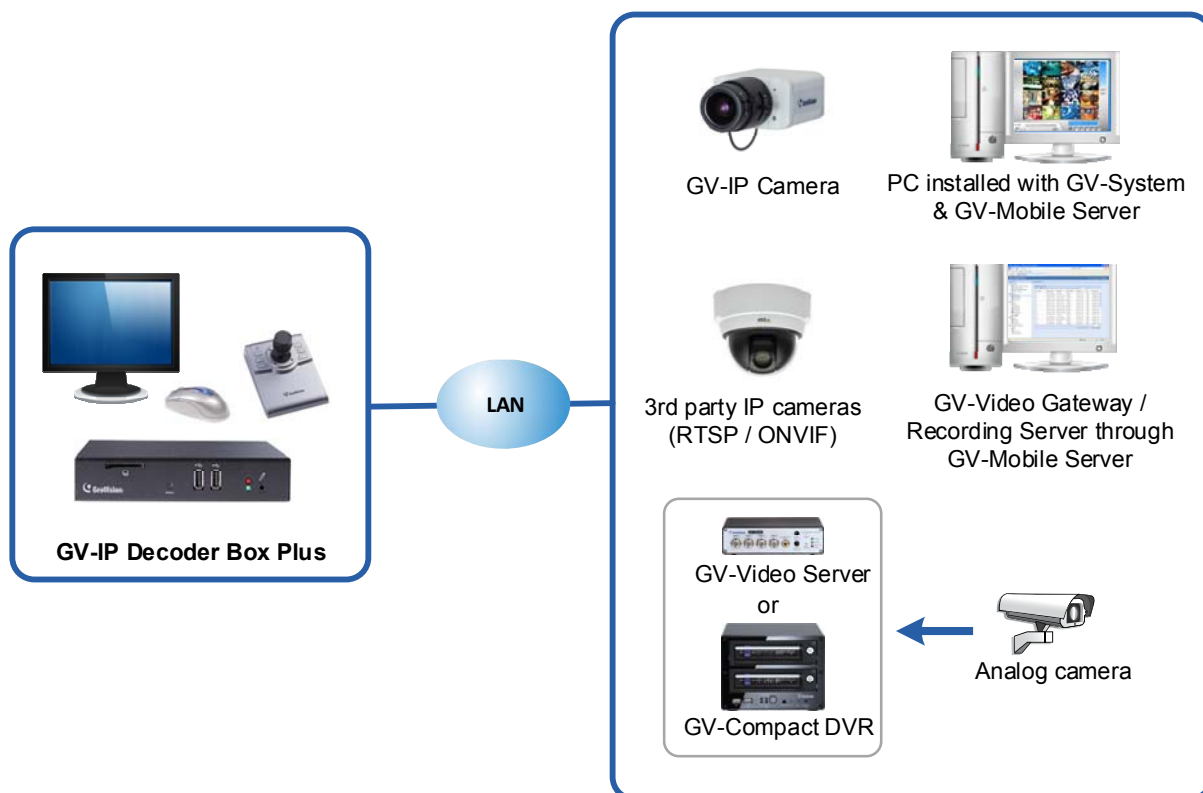 GV-IP Camera
PC installed with GV-System
& GV-Mobile Server
GeoVision
GV-IP Decoder Box Plus
LAN
3rd party IP cameras
(RTSP / ONVIF)
GV-Video Gateway /
Recording Server through
GV-Mobile Server
GV-Video Server
or
GV-Compact DVR
Analog camera